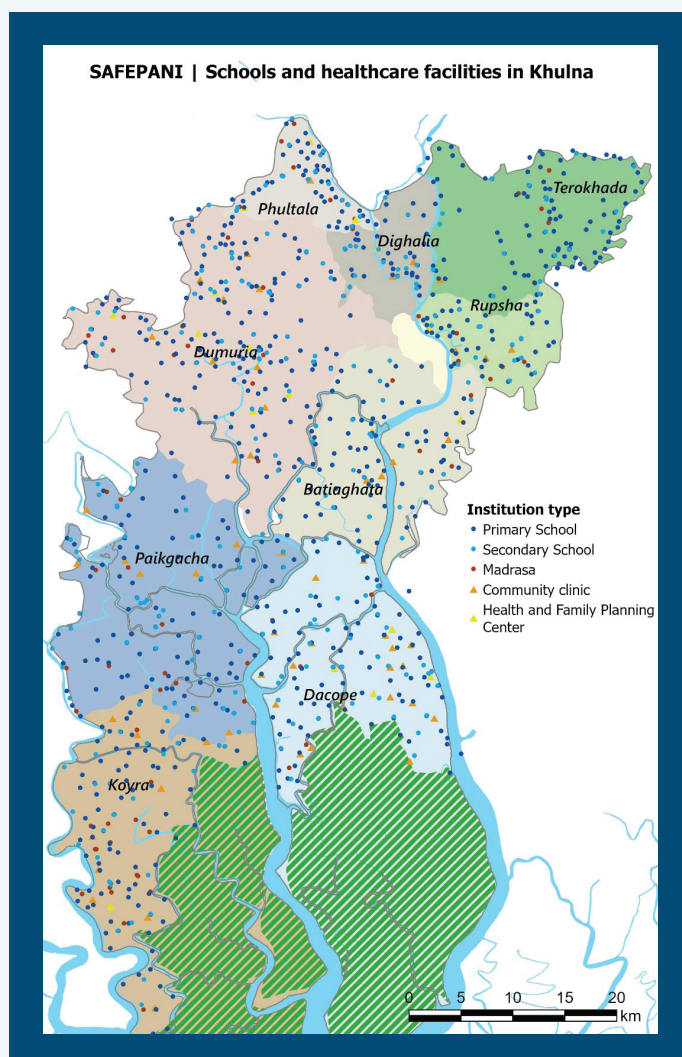 SAFEPANI | Schools and healthcare facilities in Khulna
Terokhada
Phultala
Dighalia
Rupsha
Dumuria
Batiaghata
Institution type
Primary School
Secondary School
Madrasa
Community clinic
Health and Family Planning
Center
Paikgacha
Dacope
Koyra
0 5 10 15 20
km